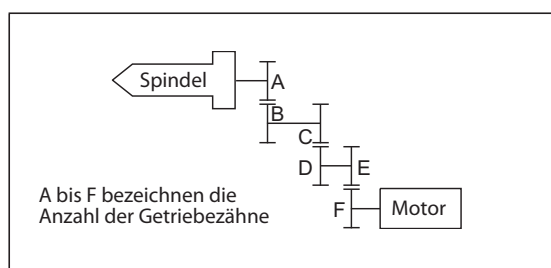 Spindel
A
B
C
D
E
F
Motor
A bis F bezeichnen die
Anzahl der Getriebezähne